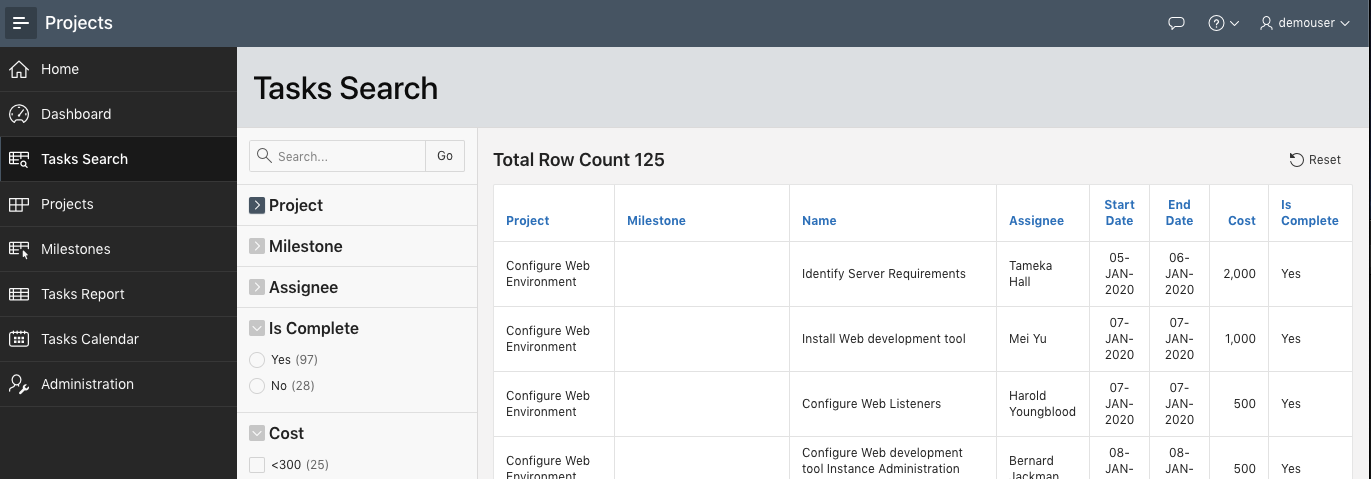 Projects
demouser
Home
Dashboard
Tasks Search
Projects
Milestones
Tasks Report
Tasks Calendar
Administration
Tasks Search
Search...
Go
Project
Milestone
Assignee
Is Complete
Yes (97)
No (28)
Cost
<300 (25)
Total Row Count 125
Reset
Project
Milestone
Name
Assignee
Start
Date
End
Date
Cost
Is
Complete
Configure Web
Environment
Identify Server Requirements
Tameka
Hall
05-
JAN-
2020
06-
JAN-
2020
2,000
Yes
Configure Web
Environment
Install Web development tool
Mei Yu
07-
JAN-
2020
07-
JAN-
2020
1,000
Yes
Configure Web
Environment
Configure Web Listeners
Harold
Youngblood
07-
JAN-
2020
07-
JAN-
2020
500
Yes
Configure Web
Environment
Configure Web development
tool Instance Administration
Bernard
Jackman
08-
JAN-
08-
JAN-
500
Yes